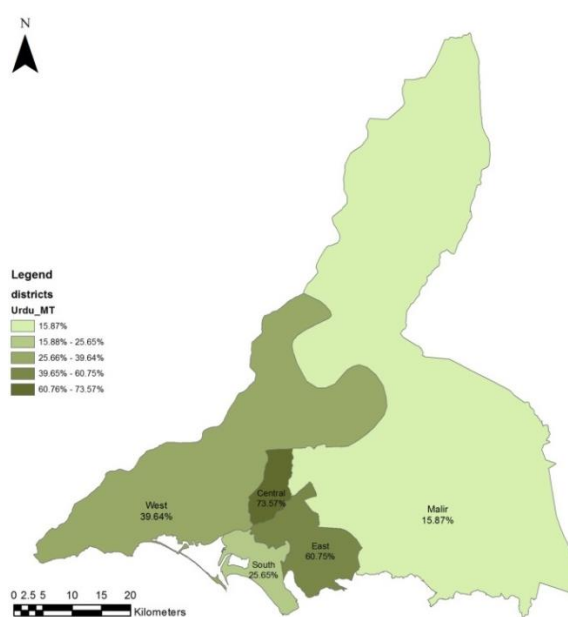 N
Legend
districts
Urdu_MT
15.87%
15.88% - 25.65%
25.66% - 39.64%
39.65% - 60.75%
60.76% - 73.57%
Central
73.57%
West
39.64%
Malir
15.87%
East
60.75%
South
25.65%
0 2.5 5 10 15 20
Kilometers